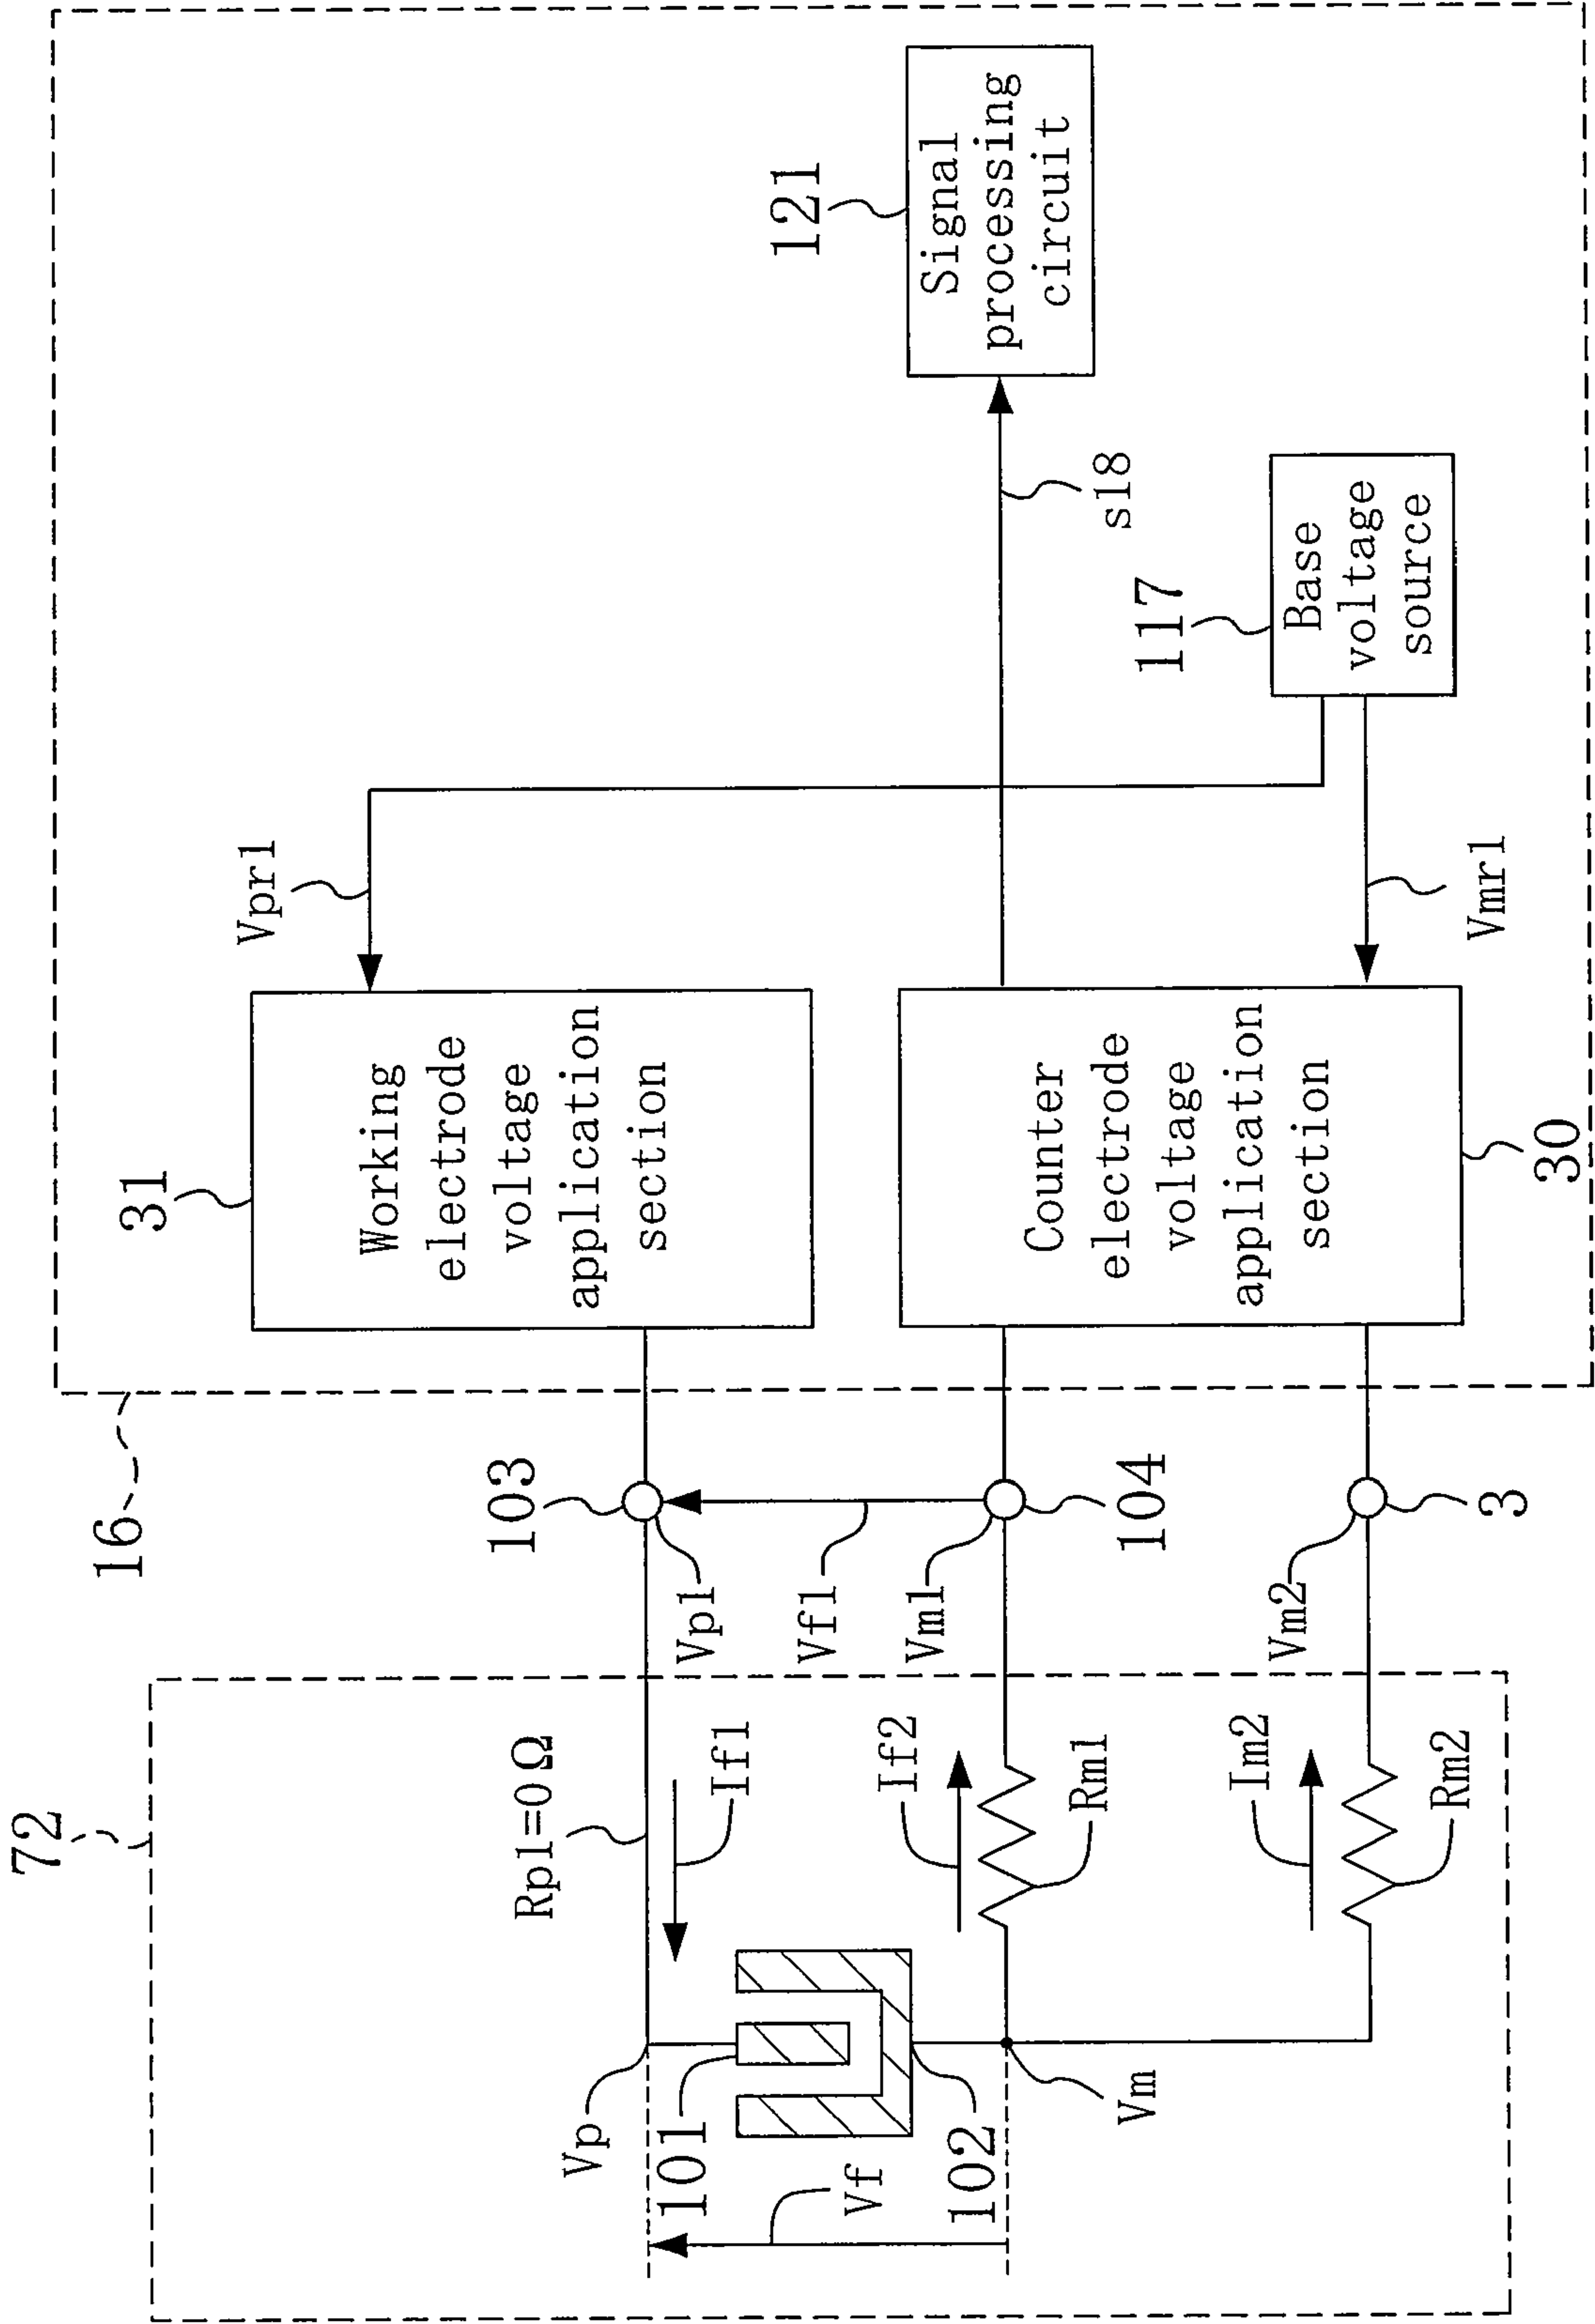 72
16
31
Working
electrode
voltage
application
section
Vpr1
103
Rp1=0Ω
Vp1
If1
Vp
101
Vf
102
Vf1
121
Signal
processing
circuit
s18
If2
Vm1
104
Rm1
Vm
Counter
electrode
voltage
application
section
30
117
Base
voltage
source
Vmr1
Im2
Vm2
3
Rm2